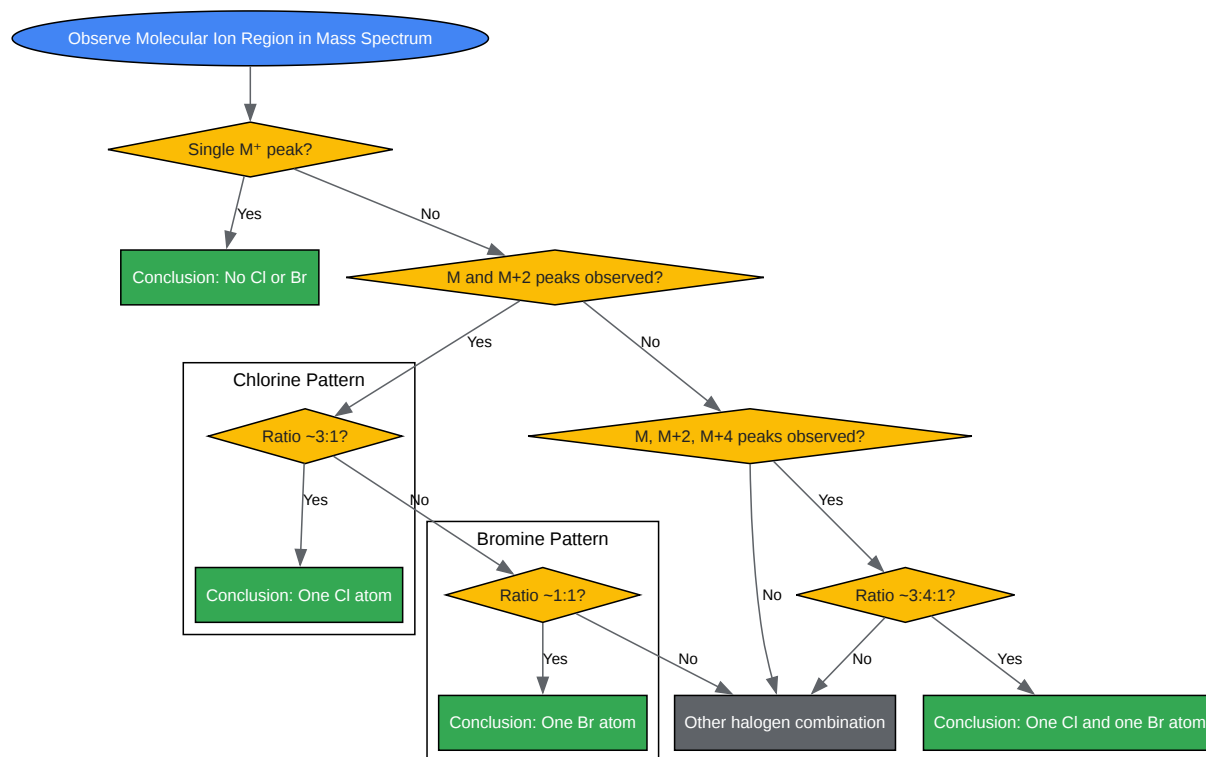 Observe Molecular Ion Region in Mass Spectrum
Single M⁺ peak?
Yes
No
Conclusion: No Cl or Br
M and M+2 peaks observed?
Yes
No
Chlorine Pattern
Ratio ~3:1?
M, M+2, M+4 peaks observed?
Yes
No
Yes
Bromine Pattern
Conclusion: One Cl atom
Ratio ~1:1?
No
Ratio ~3:4:1?
Yes
No
No
Yes
Conclusion: One Br atom
Other halogen combination
Conclusion: One Cl and one Br atom